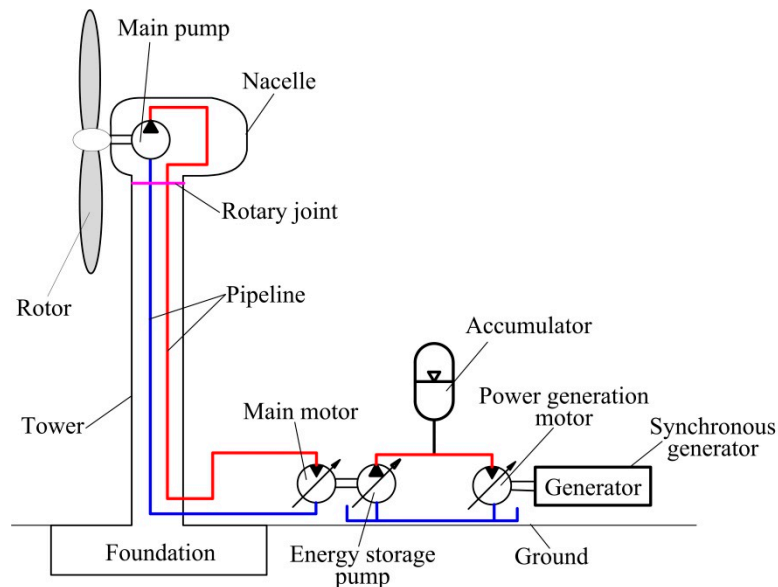 Main pump
Nacelle
Rotary joint
Rotor
Pipeline
Accumulator
Tower
Main motor
Power generation
motor
Synchronous
generator
Generator
Foundation
Energy storage
pump
Ground